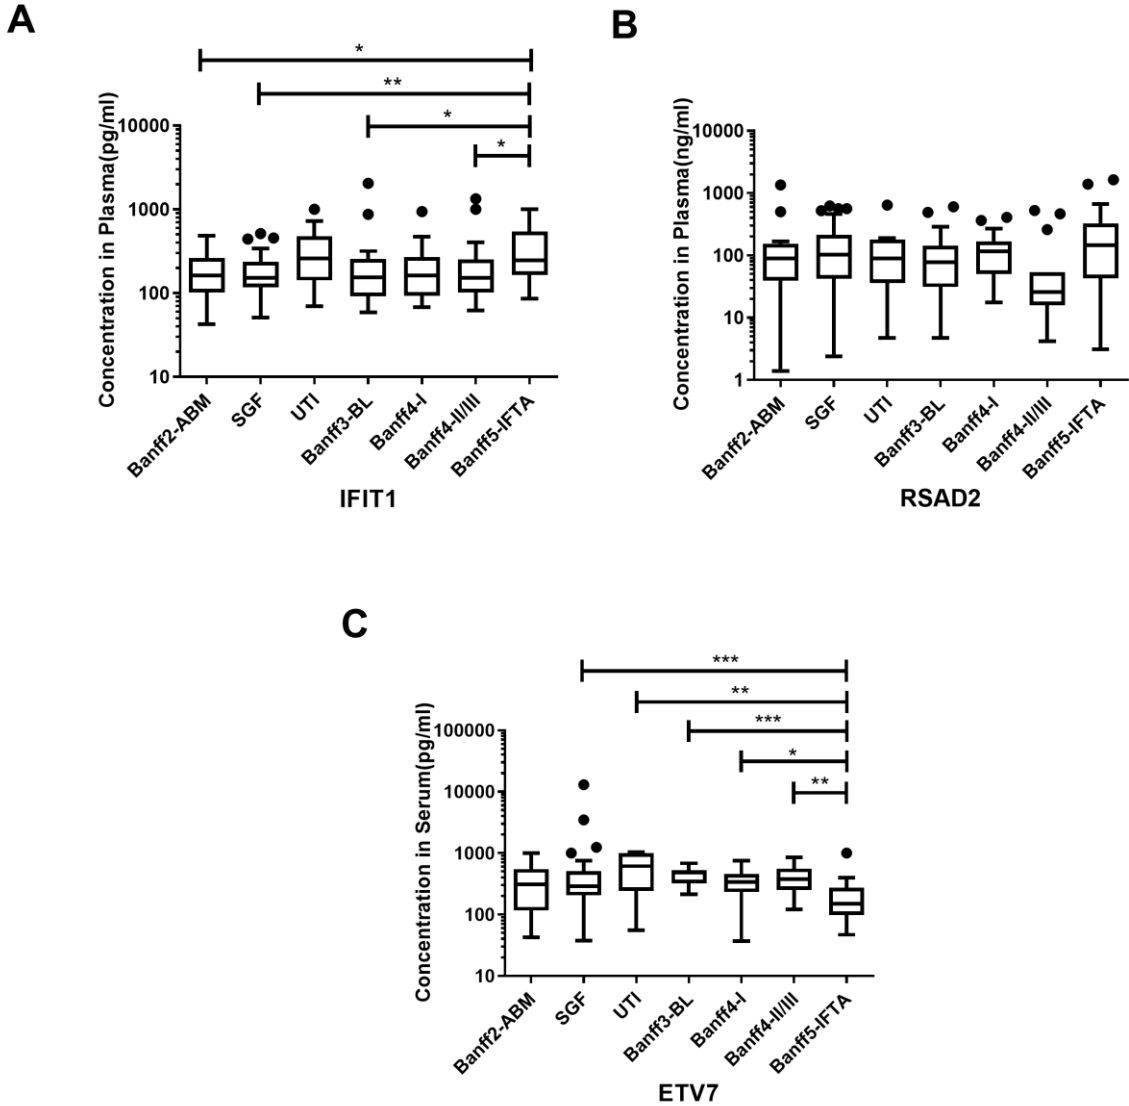 A
*
**
*
*
Concentration in Plasma(pg/ml)
10000
1000
100
10
Banff2-ABM
SGF
UTI
Banff3-BL
Banff4-I
Banff4-II/III
Banff5-IFTA
IFIT1
B
Concentration in Plasma(ng/ml)
10000
1000
100
10
1
Banff2-ABM
SGF
UTI
Banff3-BL
Banff4-I
Banff4-II/III
Banff5-IFTA
RSAD2
C
***
**
***
*
**
Concentration in Serum(pg/ml)
100000
10000
1000
100
10
Banff2-ABM
SGF
UTI
Banff3-BL
Banff4-I
Banff4-II/III
Banff5-IFTA
ETV7